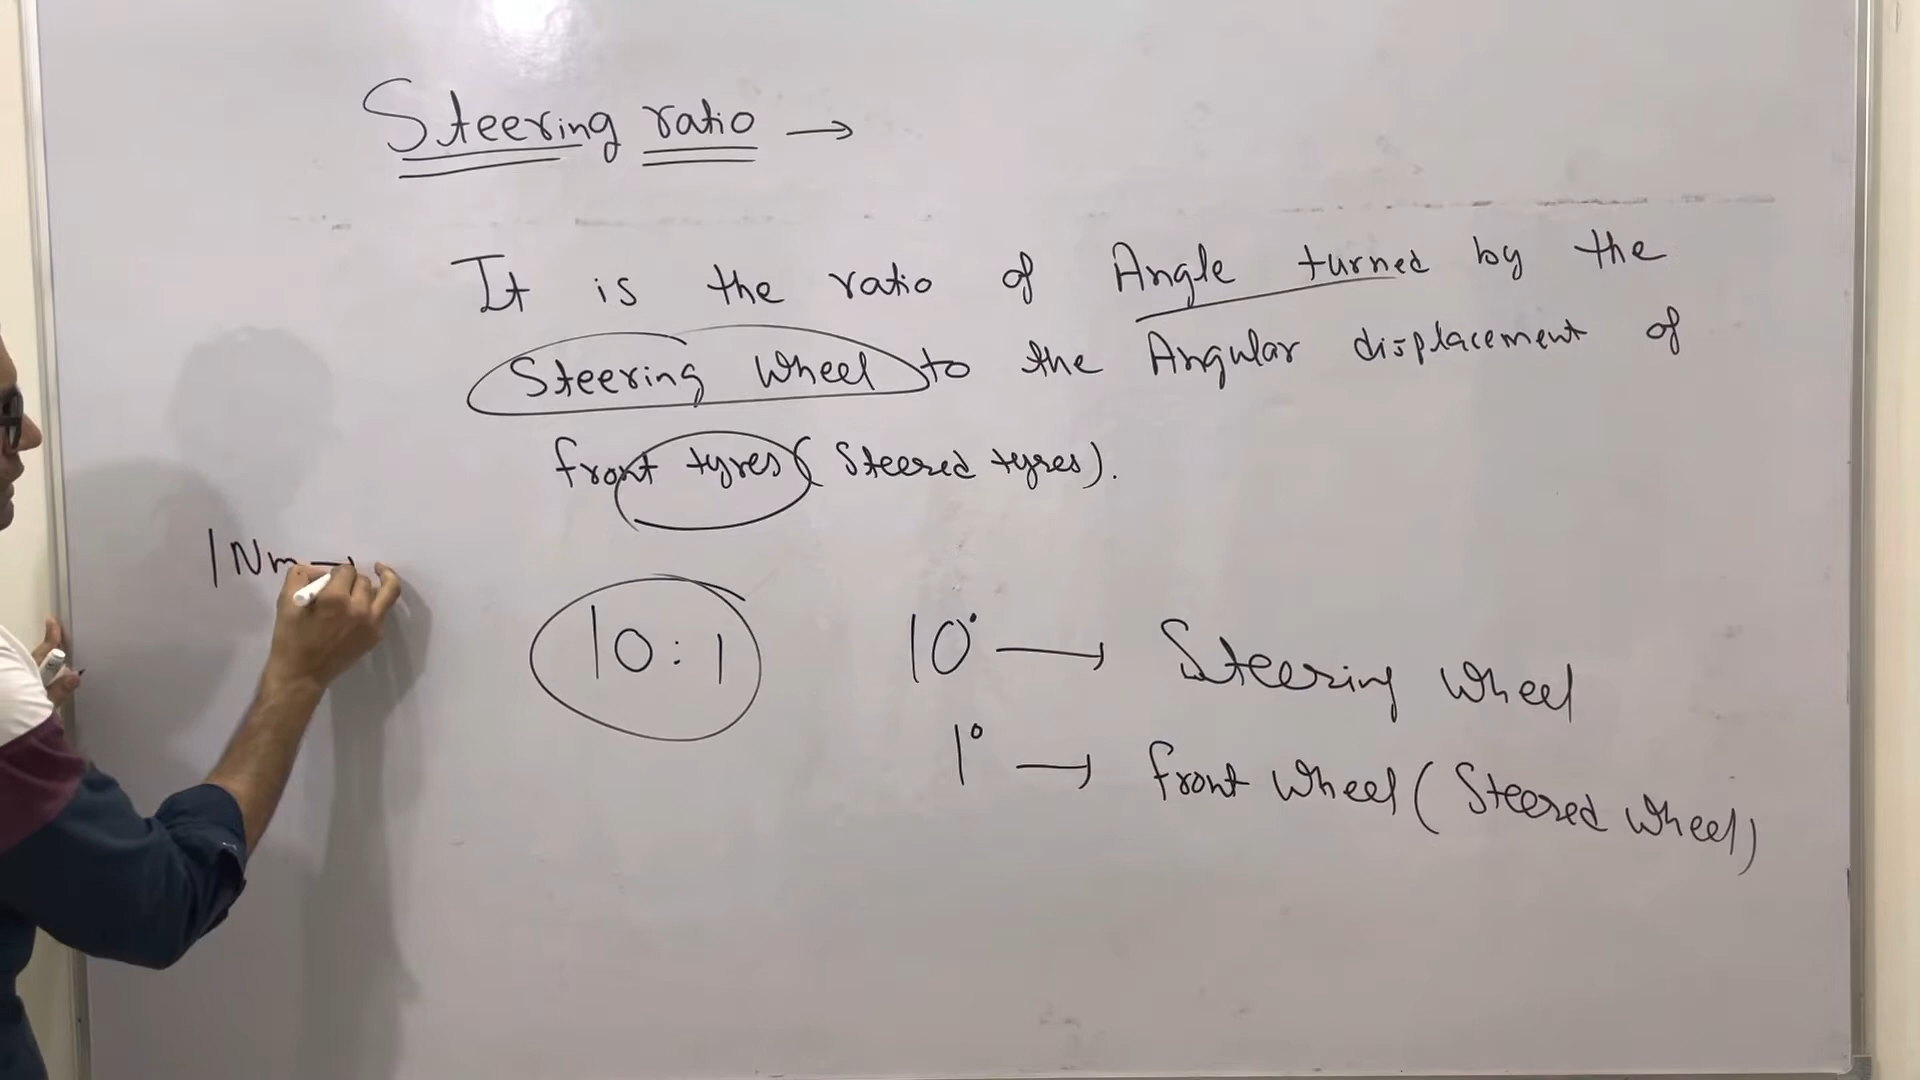 Steering ratio →
It is the ratio of Angle turned by the
Steering Wheel to the Angular displacement of
front tyres (Steered tyres).
1 Nm →
10:1
10° → Steering wheel
1° → front wheel (Steered wheel)